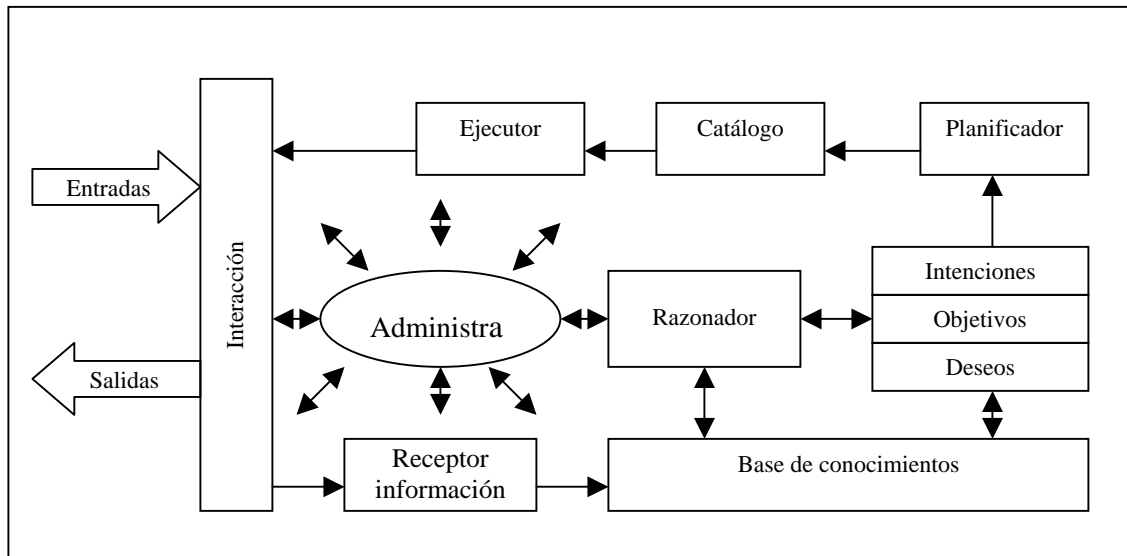 Ejecutor
Catálogo
Planificador
Entradas
Interacción
Intenciones
Administra
Razonador
Objetivos
Salidas
Deseos
Receptor
información
Base de conocimientos